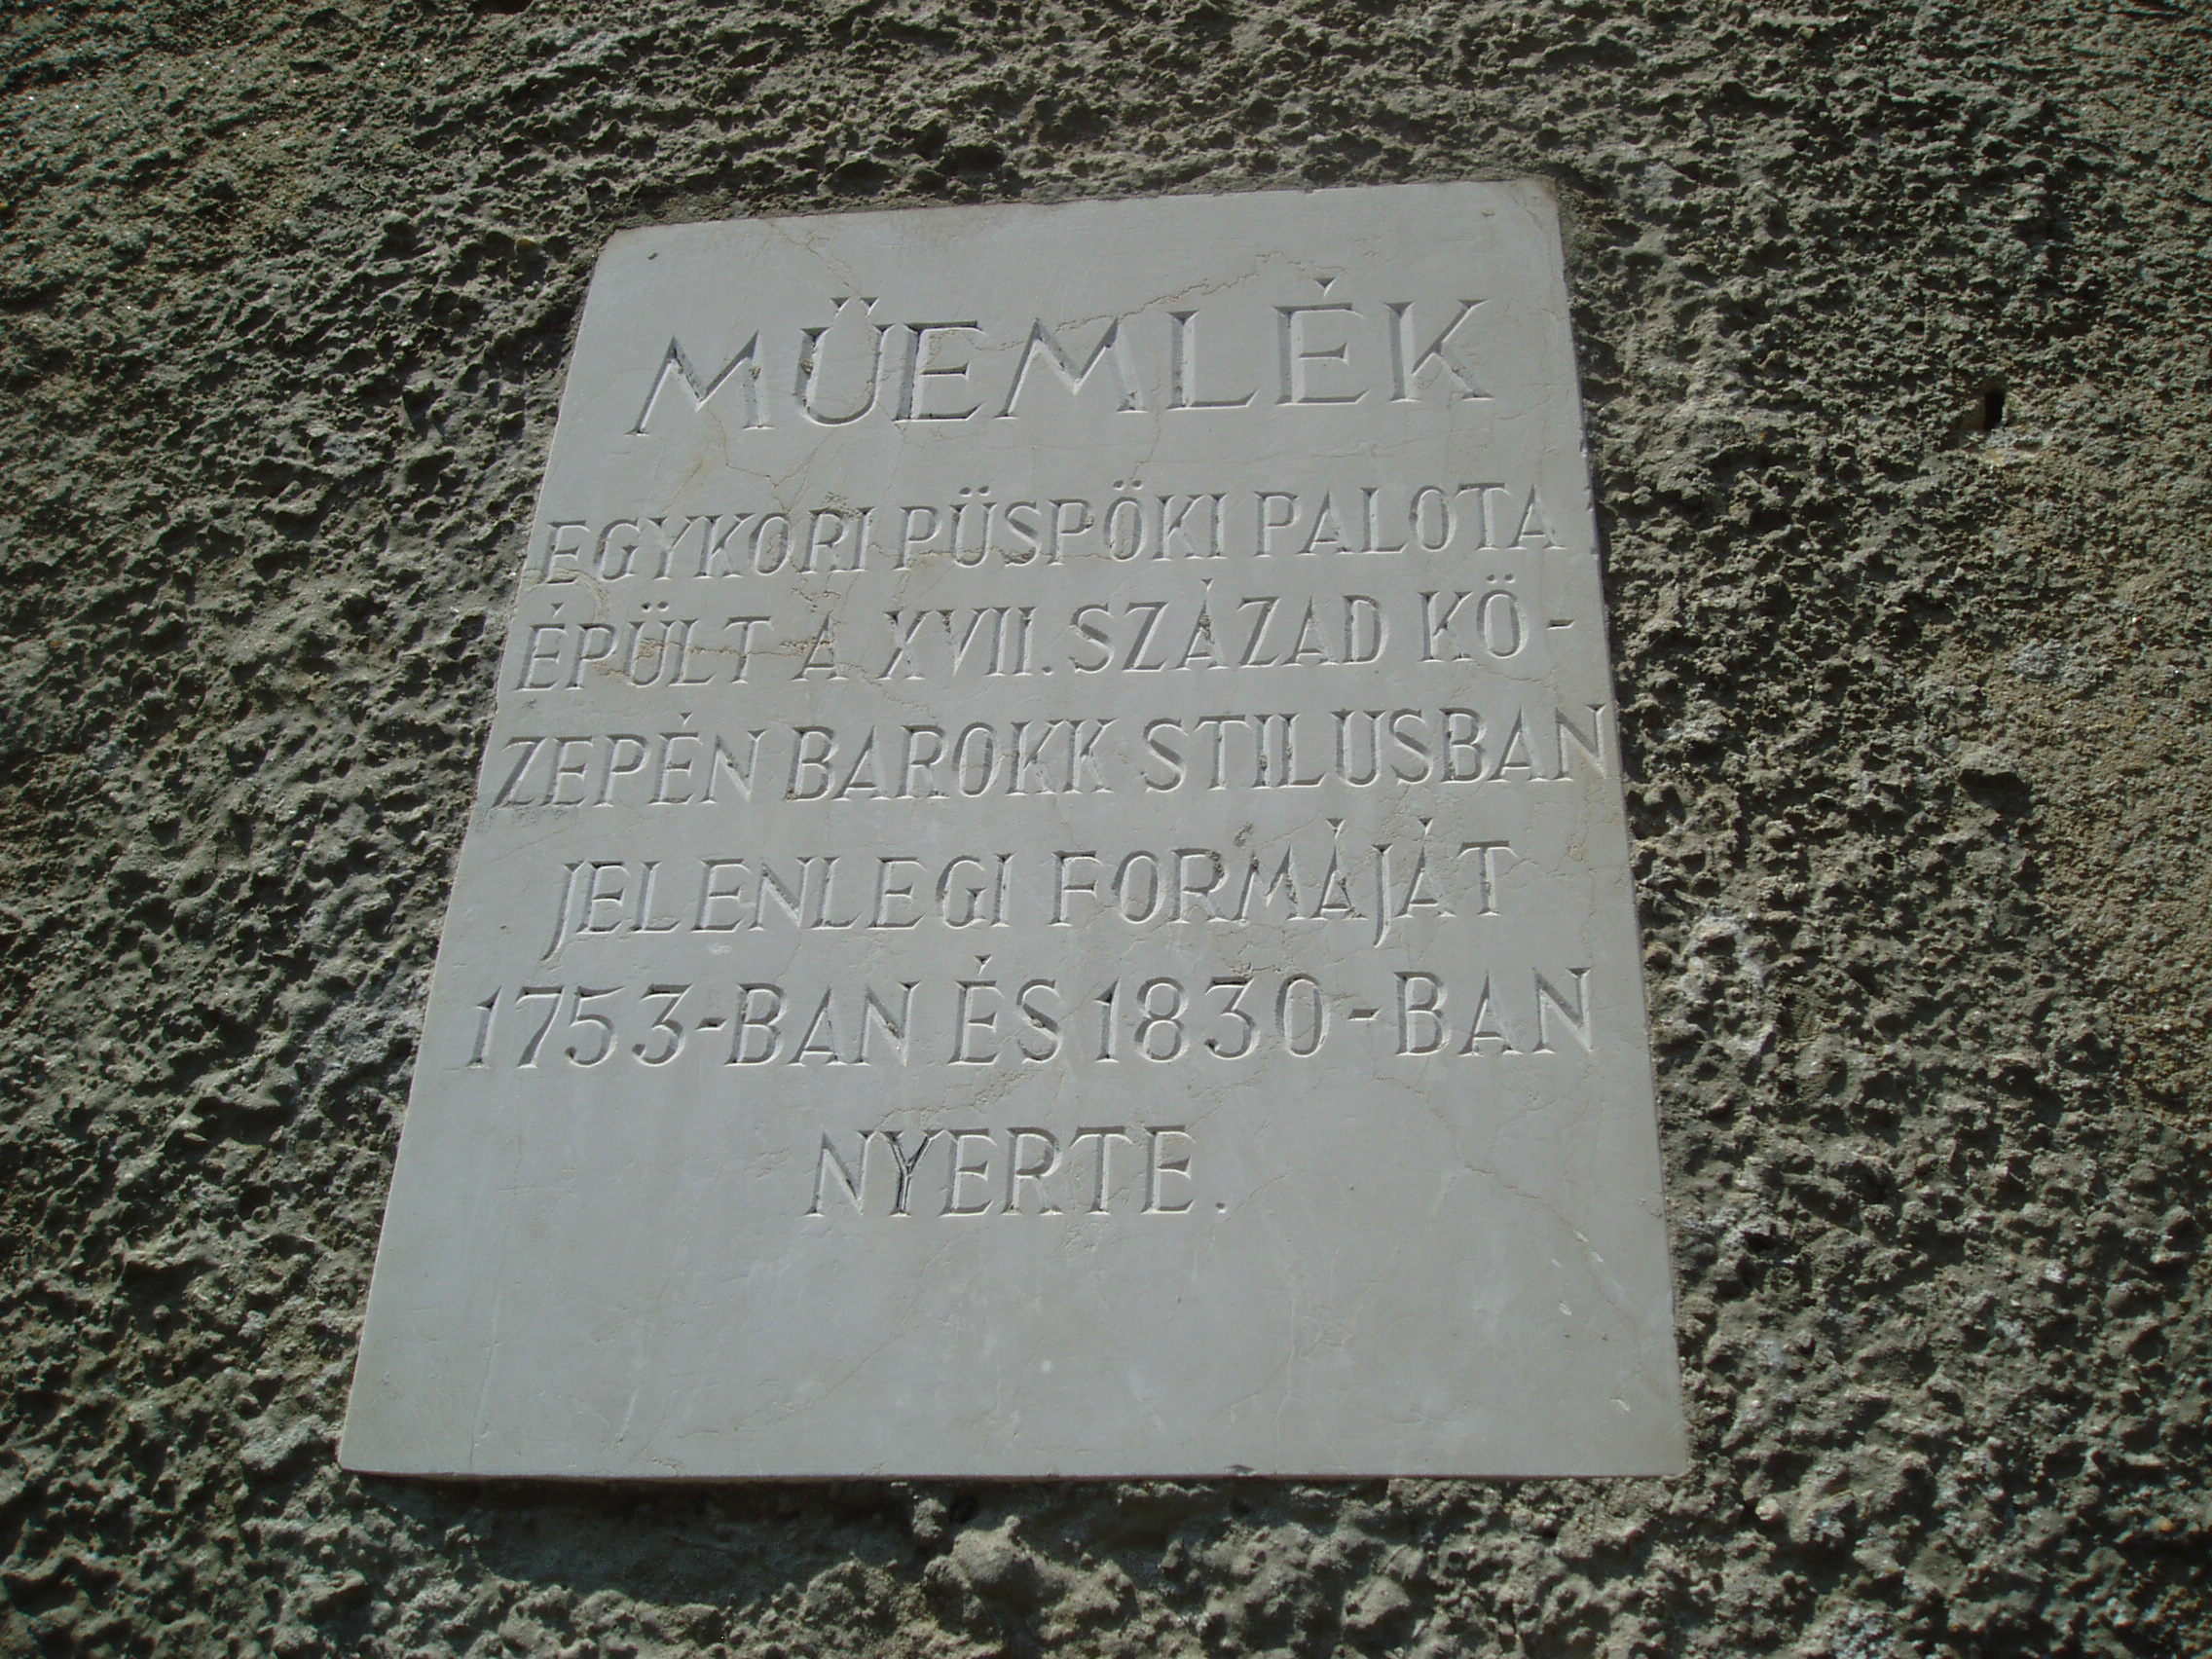 MŰEMLÉK
EGYKORI PÜSPÖKI PALOTA.
ÉPÜLT A XVII. SZÁZAD KÖ-
ZEPÉN BAROKK STILUSBAN
JELENLEGI FORMÁJÁT
1753-BAN ÉS 1830-BAN
NYERTE.